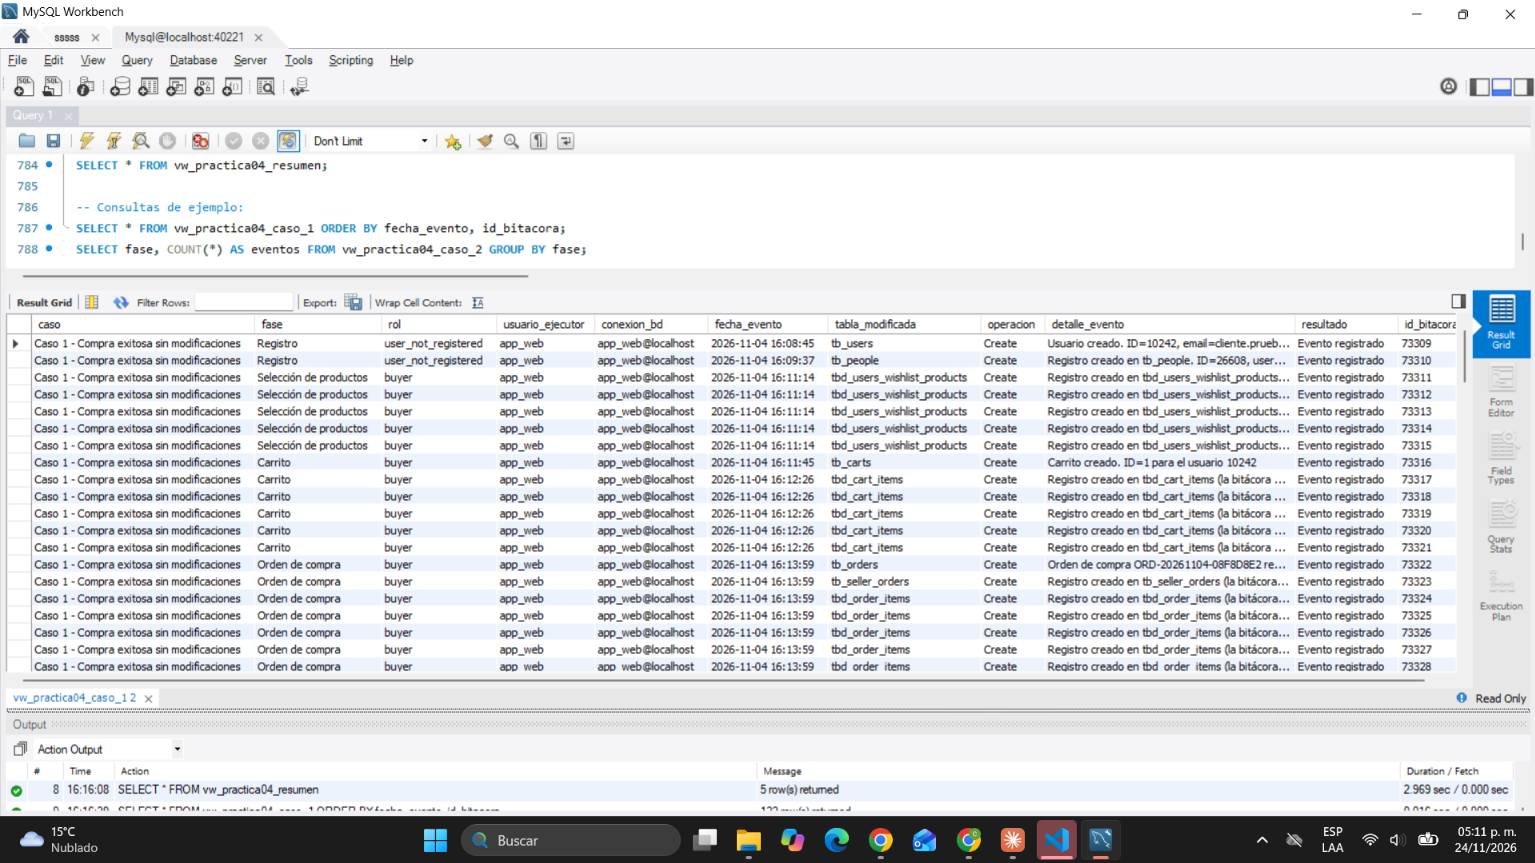 MySQL Workbench
sssss Mysql@localhost:40221
File Edit View Query Database Server Tools Scripting Help
Query 1
Don't Limit
784 SELECT * FROM vw_practica04_resumen;
785
786 -- Consultas de ejemplo:
787 SELECT * FROM vw_practica04_caso_1 ORDER BY fecha_evento, id_bitacora;
788 SELECT fase, COUNT(*) AS eventos FROM vw_practica04_caso_2 GROUP BY fase;
Result Grid Filter Rows: Export: Wrap Cell Content:
caso fase rol usuario_ejecutor conexion_bd fecha_evento tabla_modificada operacion detalle_evento resultado id_bitacora
Caso 1 - Compra exitosa sin modificaciones Registro user_not_registered app_web app_web@localhost 2026-11-04 16:08:45 tb_users Create Usuario creado. ID=10242, email=cliente.prueb... Evento registrado 73309
Caso 1 - Compra exitosa sin modificaciones Registro user_not_registered app_web app_web@localhost 2026-11-04 16:09:37 tb_people Create Registro creado en tb_people. ID=26608, user... Evento registrado 73310
Caso 1 - Compra exitosa sin modificaciones Selección de productos buyer app_web app_web@localhost 2026-11-04 16:11:14 tbd_users_wishlist_products Create Registro creado en tbd_users_wishlist_products... Evento registrado 73311
Caso 1 - Compra exitosa sin modificaciones Selección de productos buyer app_web app_web@localhost 2026-11-04 16:11:14 tbd_users_wishlist_products Create Registro creado en tbd_users_wishlist_products... Evento registrado 73312
Caso 1 - Compra exitosa sin modificaciones Selección de productos buyer app_web app_web@localhost 2026-11-04 16:11:14 tbd_users_wishlist_products Create Registro creado en tbd_users_wishlist_products... Evento registrado 73313
Caso 1 - Compra exitosa sin modificaciones Selección de productos buyer app_web app_web@localhost 2026-11-04 16:11:14 tbd_users_wishlist_products Create Registro creado en tbd_users_wishlist_products... Evento registrado 73314
Caso 1 - Compra exitosa sin modificaciones Selección de productos buyer app_web app_web@localhost 2026-11-04 16:11:14 tbd_users_wishlist_products Create Registro creado en tbd_users_wishlist_products... Evento registrado 73315
Caso 1 - Compra exitosa sin modificaciones Carrito buyer app_web app_web@localhost 2026-11-04 16:11:45 tb_carts Create Carrito creado. ID=1 para el usuario 10242 Evento registrado 73316
Caso 1 - Compra exitosa sin modificaciones Carrito buyer app_web app_web@localhost 2026-11-04 16:12:26 tbd_cart_items Create Registro creado en tbd_cart_items (la bitácora ... Evento registrado 73317
Caso 1 - Compra exitosa sin modificaciones Carrito buyer app_web app_web@localhost 2026-11-04 16:12:26 tbd_cart_items Create Registro creado en tbd_cart_items (la bitácora ... Evento registrado 73318
Caso 1 - Compra exitosa sin modificaciones Carrito buyer app_web app_web@localhost 2026-11-04 16:12:26 tbd_cart_items Create Registro creado en tbd_cart_items (la bitácora ... Evento registrado 73319
Caso 1 - Compra exitosa sin modificaciones Carrito buyer app_web app_web@localhost 2026-11-04 16:12:26 tbd_cart_items Create Registro creado en tbd_cart_items (la bitácora ... Evento registrado 73320
Caso 1 - Compra exitosa sin modificaciones Carrito buyer app_web app_web@localhost 2026-11-04 16:12:26 tbd_cart_items Create Registro creado en tbd_cart_items (la bitácora ... Evento registrado 73321
Caso 1 - Compra exitosa sin modificaciones Orden de compra buyer app_web app_web@localhost 2026-11-04 16:13:59 tb_orders Create Orden de compra ORD-20261104-08F8D8E2 re... Evento registrado 73322
Caso 1 - Compra exitosa sin modificaciones Orden de compra buyer app_web app_web@localhost 2026-11-04 16:13:59 tb_seller_orders Create Registro creado en tb_seller_orders (la bitácora... Evento registrado 73323
Caso 1 - Compra exitosa sin modificaciones Orden de compra buyer app_web app_web@localhost 2026-11-04 16:13:59 tbd_order_items Create Registro creado en tbd_order_items (la bitácora... Evento registrado 73324
Caso 1 - Compra exitosa sin modificaciones Orden de compra buyer app_web app_web@localhost 2026-11-04 16:13:59 tbd_order_items Create Registro creado en tbd_order_items (la bitácora... Evento registrado 73325
Caso 1 - Compra exitosa sin modificaciones Orden de compra buyer app_web app_web@localhost 2026-11-04 16:13:59 tbd_order_items Create Registro creado en tbd_order_items (la bitácora... Evento registrado 73326
Caso 1 - Compra exitosa sin modificaciones Orden de compra buyer app_web app_web@localhost 2026-11-04 16:13:59 tbd_order_items Create Registro creado en tbd_order_items (la bitácora... Evento registrado 73327
Caso 1 - Compra exitosa sin modificaciones Orden de compra buyer app_web app_web@localhost 2026-11-04 16:13:59 tbd_order_items Create Registro creado en tbd_order_items (la bitácora... Evento registrado 73328
Result Grid
Form Editor
Field Types
Query Stats
Execution Plan
vw_practica04_caso_1 2 Read Only
Output
Action Output
# Time Action Message Duration / Fetch
8 16:16:08 SELECT * FROM vw_practica04_resumen 5 row(s) returned 2.969 sec / 0.000 sec
15°C
Nublado
Buscar
ESP
LAA
05:11 p. m.
24/11/2026